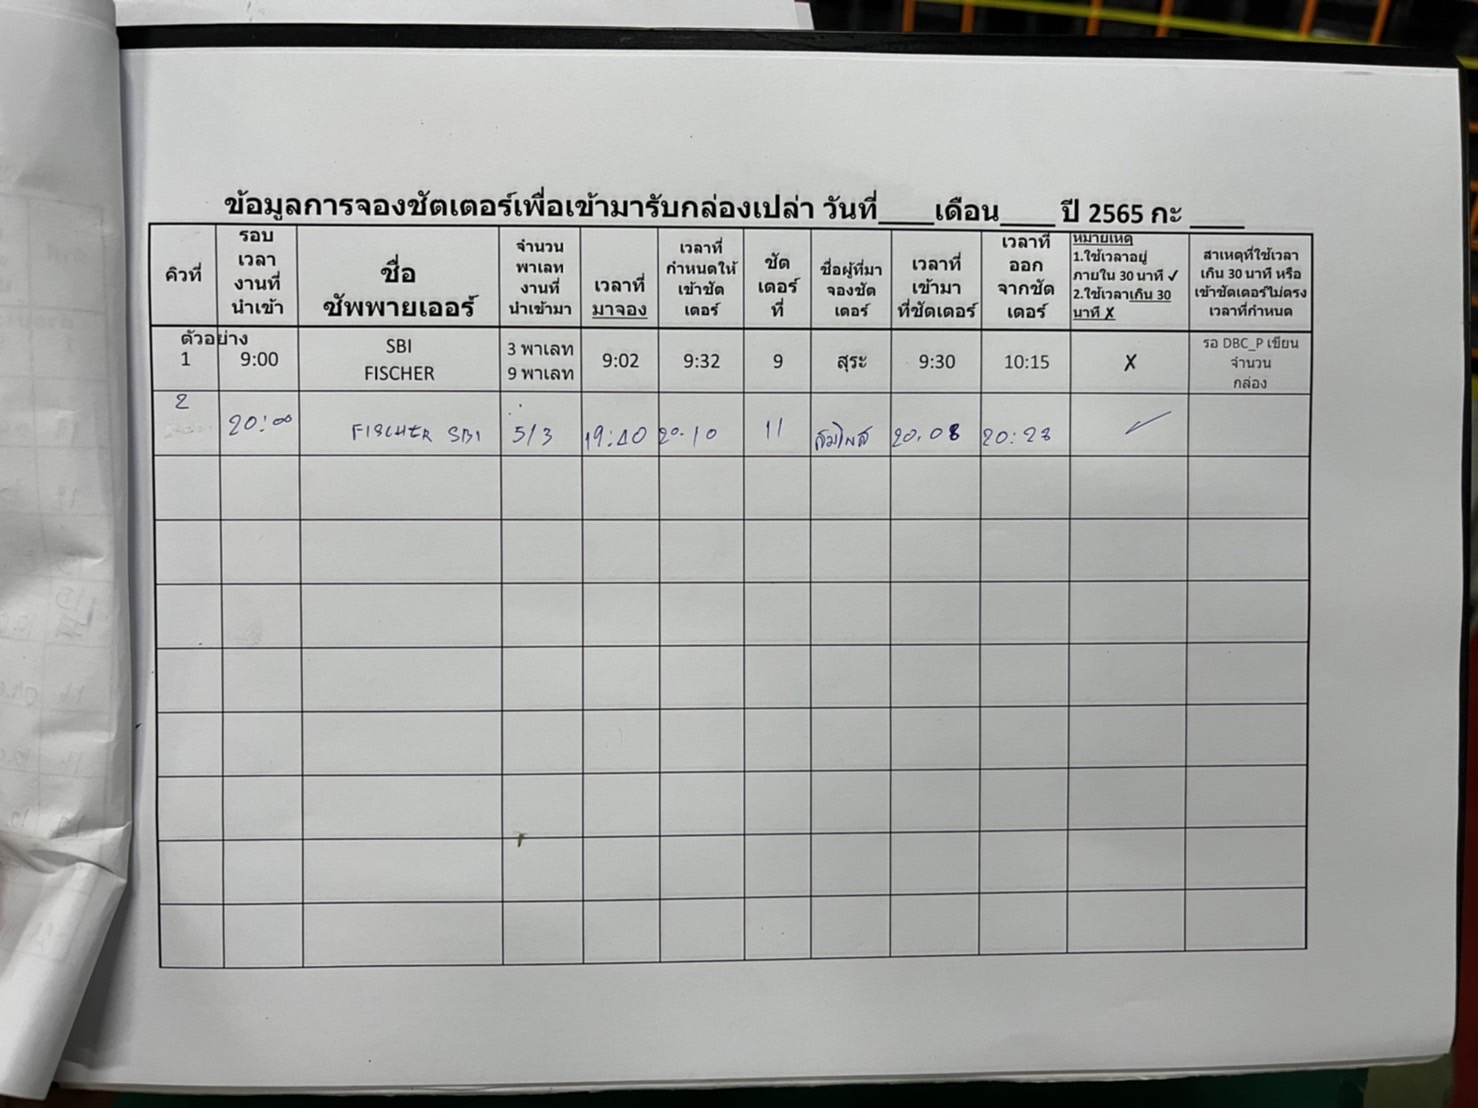 ข้อมูลการจองชัตเตอร์เพื่อเข้ามารับกล่องเปล่า วันที่____เดือน____ ปี 2565 กะ ____
คิวที่
รอบ
เวลา
งานที่
นำเข้า
ชื่อ
ซัพพายเออร์
จำนวน
พาเลท
งานที่
นำเข้ามา
เวลาที่
มาจอง
เวลาที่
กำหนดให้
เข้าชัต
เตอร์
ชัต
เตอร์
ที่
ชื่อผู้ที่มา
จองชัต
เตอร์
เวลาที่
เข้ามา
ที่ชัตเตอร์
เวลาที่
ออก
จากชัต
เตอร์
หมายเหตุ
1.ใช้เวลาอยู่
ภายใน 30 นาที ✓
2.ใช้เวลาเกิน 30
นาที X
สาเหตุที่ใช้เวลา
เกิน 30 นาที หรือ
เข้าชัตเตอร์ไม่ตรง
เวลาที่กำหนด
ตัวอย่าง
1
9:00
SBI
FISCHER
3 พาเลท
9 พาเลท
9:02
9:32
9
สุระ
9:30
10:15
X
รอ DBC_P เขียน
จำนวน
กล่อง
2
20:00 FISCHER SBI 5/3 19:40 20.10 11 สมโภส 20.08 20:28 ✓